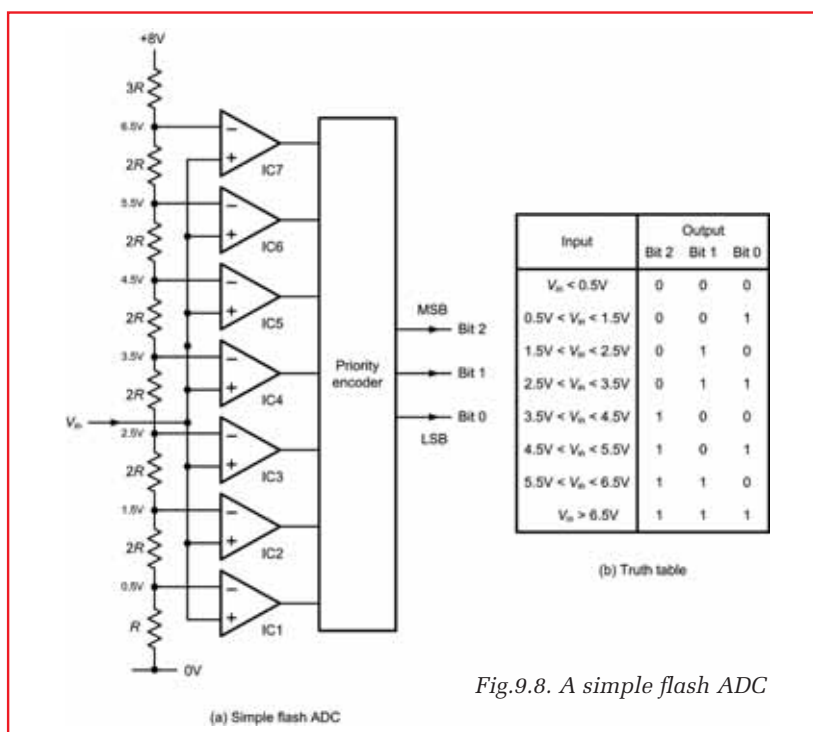 +8V
3R
6.5V
−
+
IC7
2R
5.5V
−
+
IC6
2R
4.5V
−
+
IC5
2R
3.5V
−
+
IC4
2R
Vin
2.5V
−
+
IC3
2R
1.5V
−
+
IC2
2R
0.5V
−
+
IC1
R
0V
Priority
encoder
MSB
Bit 2
Bit 1
Bit 0
LSB
(a) Simple flash ADC
Input Output
Bit 2 Bit 1 Bit 0
Vin < 0.5V 0 0 0
0.5V < Vin < 1.5V 0 0 1
1.5V < Vin < 2.5V 0 1 0
2.5V < Vin < 3.5V 0 1 1
3.5V < Vin < 4.5V 1 0 0
4.5V < Vin < 5.5V 1 0 1
5.5V < Vin < 6.5V 1 1 0
Vin > 6.5V 1 1 1
(b) Truth table
Fig.9.8. A simple flash ADC